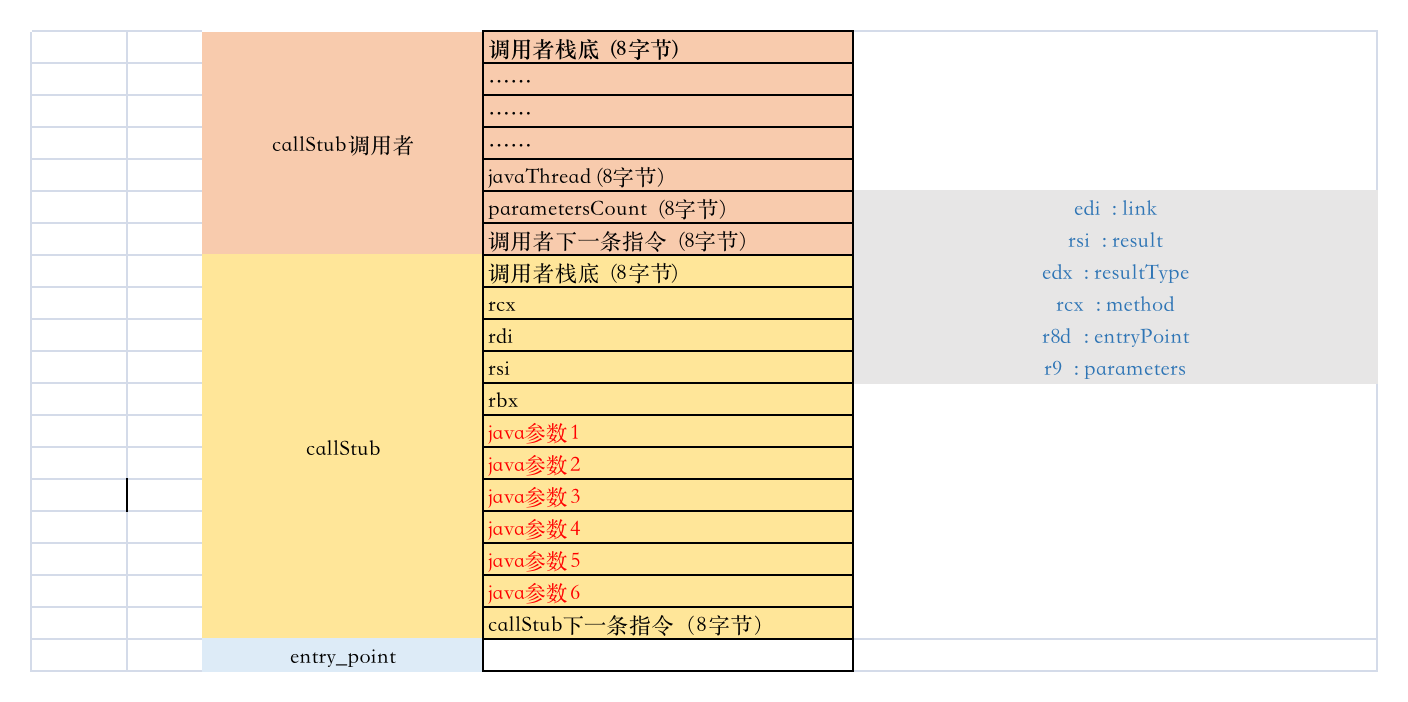 调用者栈底 (8字节)
……
……
callStub调用者
……
javaThread (8字节)
parametersCount (8字节)
edi : link
调用者下一条指令 (8字节)
rsi : result
调用者栈底 (8字节)
edx : resultType
rcx
rcx : method
rdi
r8d : entryPoint
rsi
r9 : parameters
rbx
java参数1
callStub
java参数2
java参数3
java参数4
java参数5
java参数6
callStub下一条指令（8字节）
entry_point